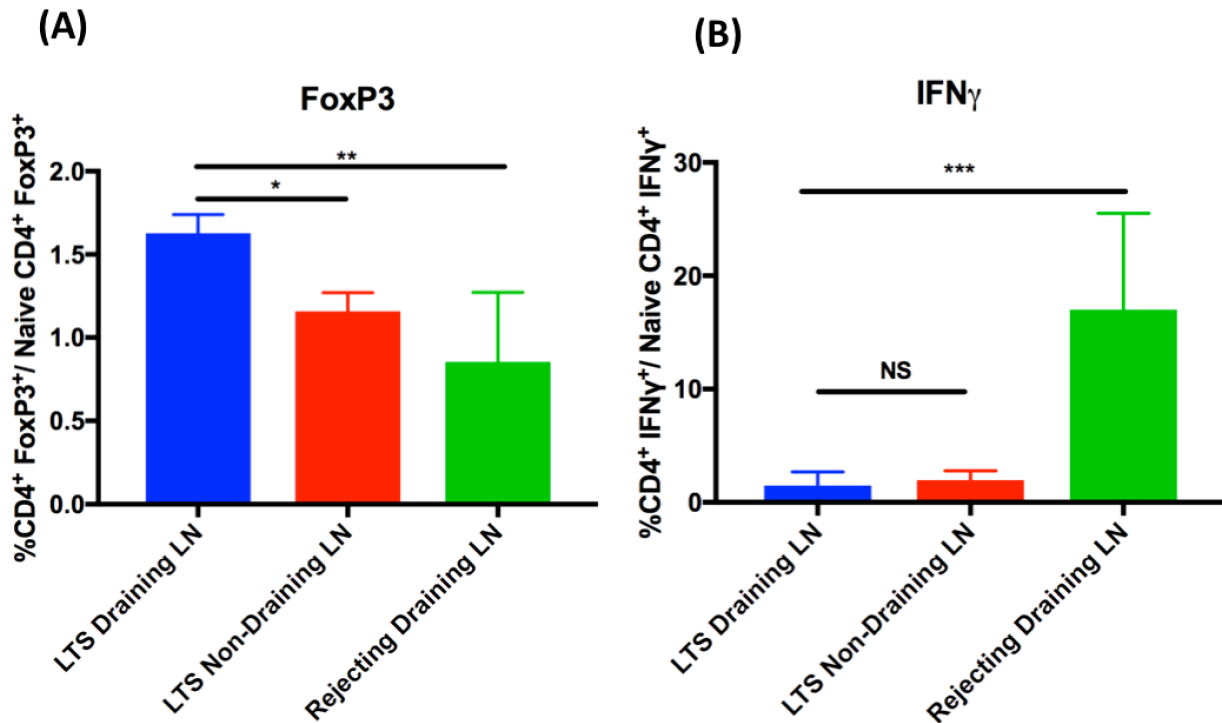 (A)
FoxP3
%CD4⁺ FoxP3⁺/ Naive CD4⁺ FoxP3⁺
2.0
1.5
1.0
0.5
0.0
**
*
LTS Draining LN
LTS Non-Draining LN
Rejecting Draining LN
(B)
IFNγ
%CD4⁺ IFNγ⁺/ Naive CD4⁺ IFNγ⁺
30
20
10
0
***
NS
LTS Draining LN
LTS Non-Draining LN
Rejecting Draining LN